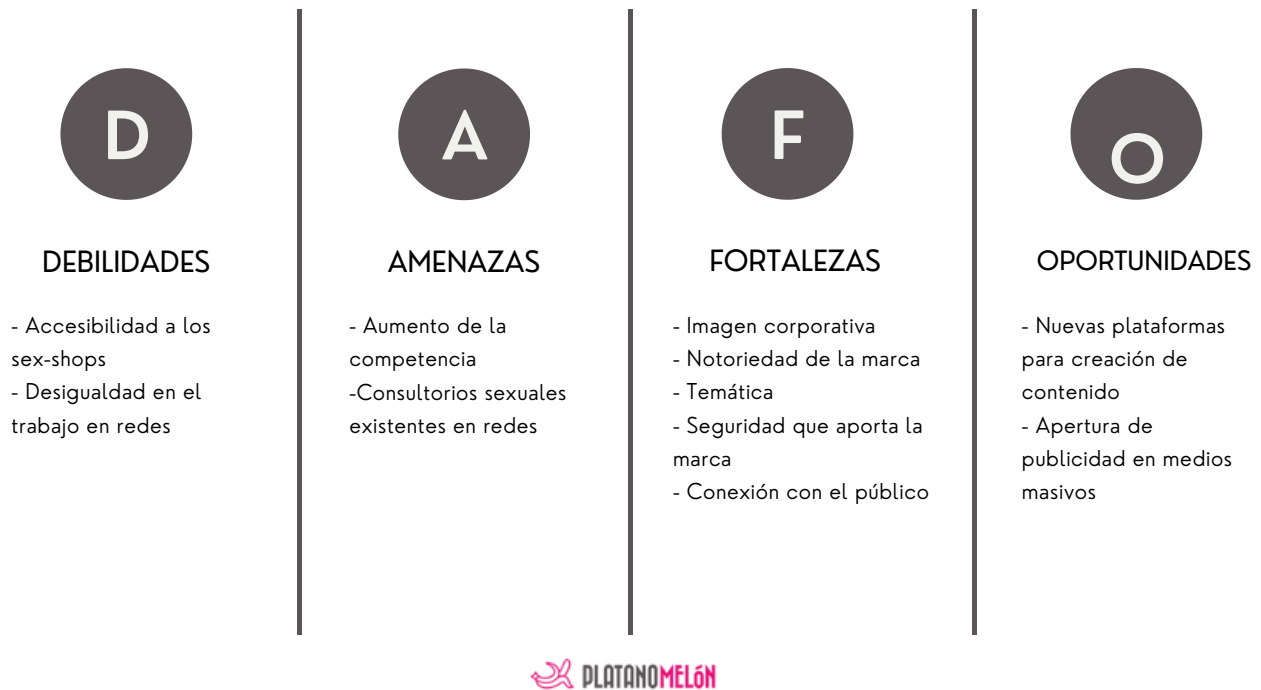 D
DEBILIDADES
- Accesibilidad a los
sex-shops
- Desigualdad en el
trabajo en redes
A
AMENAZAS
- Aumento de la
competencia
-Consultorios sexuales
existentes en redes
F
FORTALEZAS
- Imagen corporativa
- Notoriedad de la marca
- Temática
- Seguridad que aporta la
marca
- Conexión con el público
O
OPORTUNIDADES
- Nuevas plataformas
para creación de
contenido
- Apertura de
publicidad en medios
masivos
PLATANOMELóN